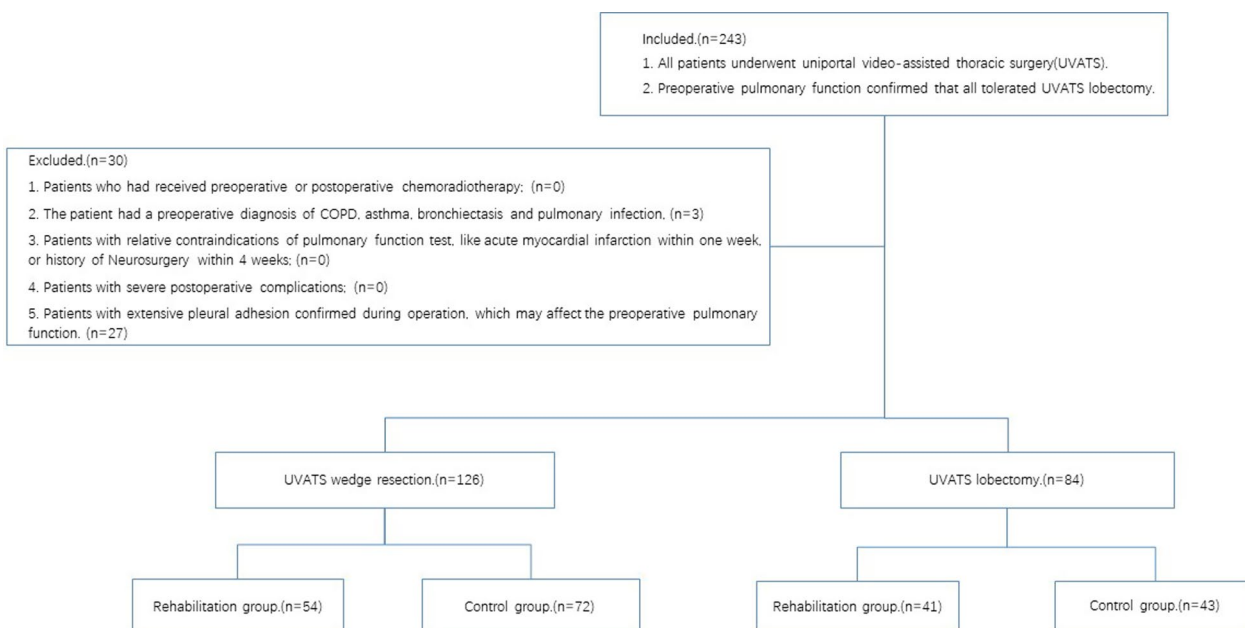 Included.(n=243)
1. All patients underwent uniportal video-assisted thoracic surgery(UVATS).
2. Preoperative pulmonary function confirmed that all tolerated UVATS lobectomy.
Excluded.(n=30)
1. Patients who had received preoperative or postoperative chemoradiotherapy; (n=0)
2. The patient had a preoperative diagnosis of COPD, asthma, bronchiectasis and pulmonary infection, (n=3)
3. Patients with relative contraindications of pulmonary function test, like acute myocardial infarction within one week,
or history of Neurosurgery within 4 weeks; (n=0)
4. Patients with severe postoperative complications; (n=0)
5. Patients with extensive pleural adhesion confirmed during operation, which may affect the preoperative pulmonary
function. (n=27)
UVATS wedge resection.(n=126)
UVATS lobectomy.(n=84)
Rehabilitation group.(n=54)
Control group.(n=72)
Rehabilitation group.(n=41)
Control group.(n=43)